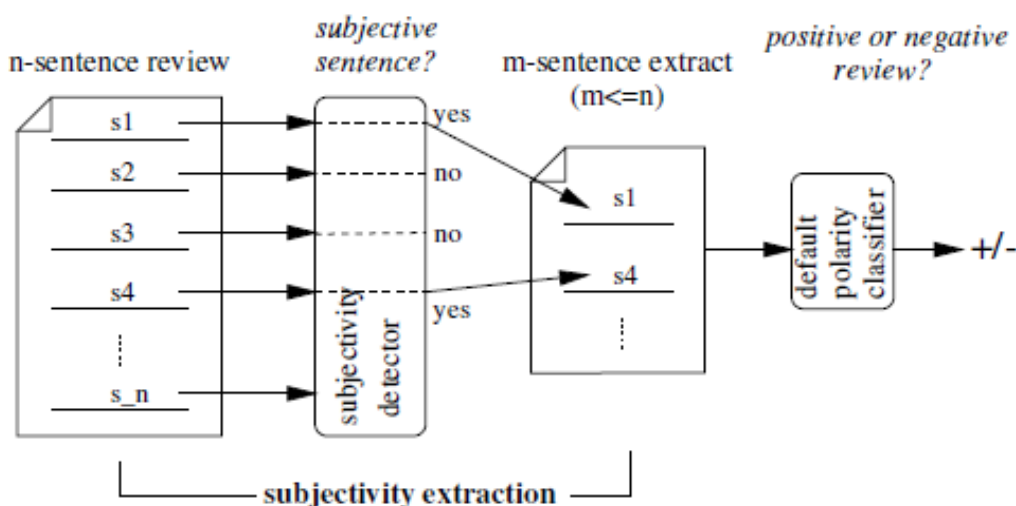 n-sentence review
s1
s2
s3
s4
s_n
subjective
sentence?
subjectivity
detector
yes
no
no
yes
m-sentence extract
(m<=n)
s1
s4
positive or negative
review?
default
polarity
classifier
+/-
subjectivity extraction